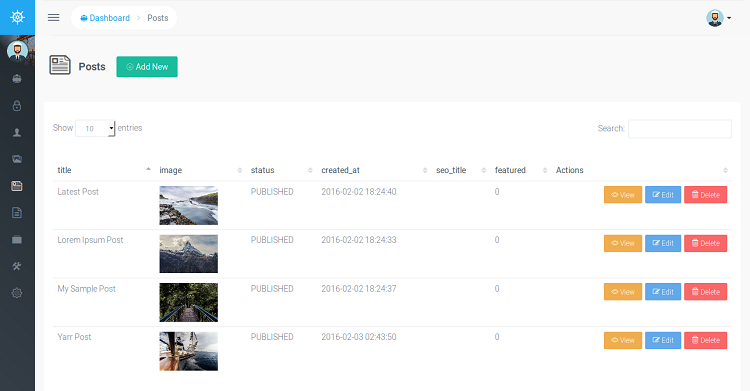 Dashboard > Posts
Posts
Add New
Show 10 entries
Search:
title image status created_at seo_title featured Actions
Latest Post PUBLISHED 2016-02-02 18:24:40 0 View Edit Delete
Lorem Ipsum Post PUBLISHED 2016-02-02 18:24:33 0 View Edit Delete
My Sample Post PUBLISHED 2016-02-02 18:24:37 0 View Edit Delete
Yarr Post PUBLISHED 2016-02-03 02:43:50 0 View Edit Delete